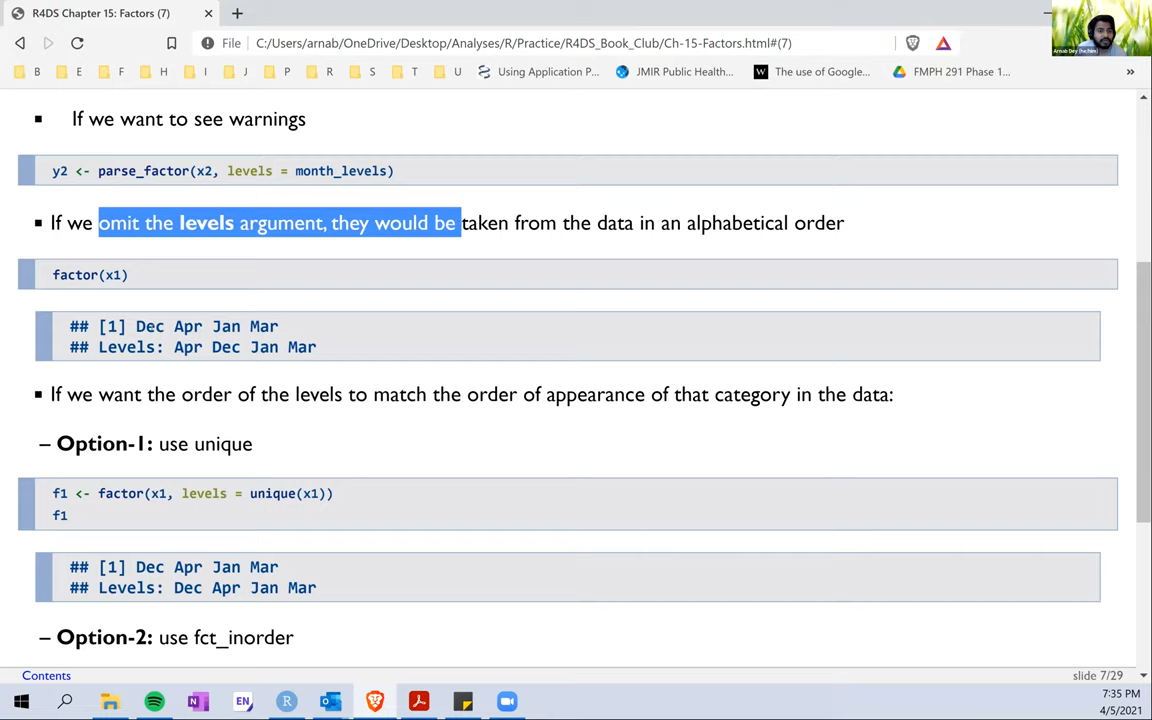 R4DS Chapter 15: Factors (7)
File C:/Users/arnab/OneDrive/Desktop/Analyses/R/Practice/R4DS_Book_Club/Ch-15-Factors.html#(7)
B E F H I J P R S T U Using Application P... JMIR Public Health... W The use of Google... FMPH 291 Phase 1... »
▪ If we want to see warnings
y2 <- parse_factor(x2, levels = month_levels)
▪ If we omit the levels argument, they would be taken from the data in an alphabetical order
factor(x1)
## [1] Dec Apr Jan Mar
## Levels: Apr Dec Jan Mar
▪ If we want the order of the levels to match the order of appearance of that category in the data:
– Option-1: use unique
f1 <- factor(x1, levels = unique(x1))
f1
## [1] Dec Apr Jan Mar
## Levels: Dec Apr Jan Mar
– Option-2: use fct_inorder
Contents
slide 7/29
N EN R
7:35 PM
4/5/2021